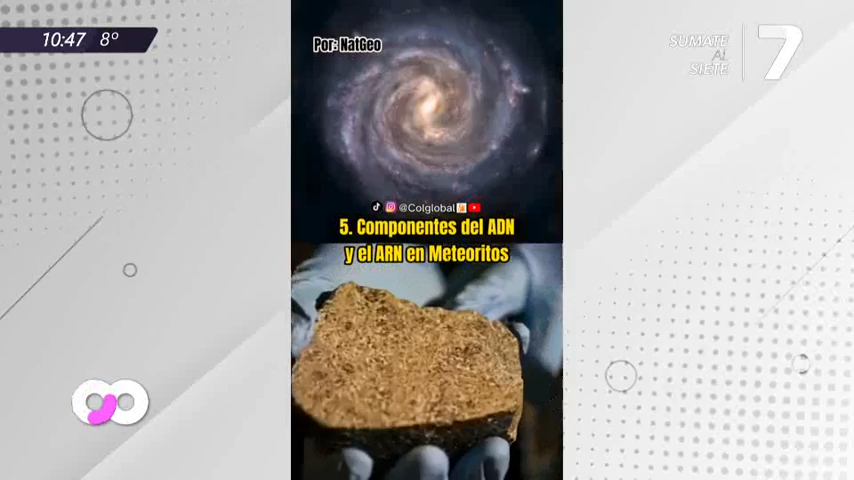 10:47 8°
SUMATE
AL
SIETE
7
Por: NatGeo
@Colglobal
5. Componentes del ADN
y el ARN en Meteoritos